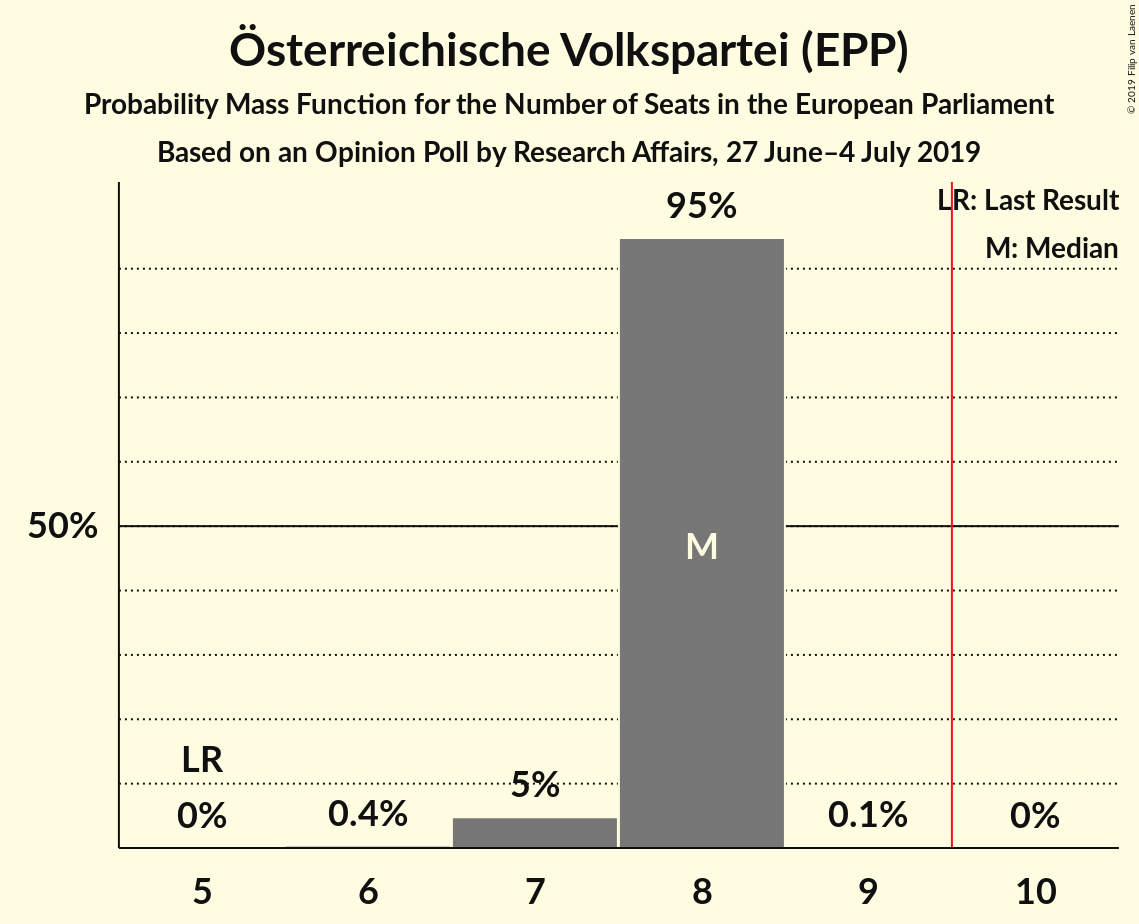 Österreichische Volkspartei (EPP)
Probability Mass Function for the Number of Seats in the European Parliament
Based on an Opinion Poll by Research Affairs, 27 June–4 July 2019
© 2019 Filip van Laenen
LR: Last Result
M: Median
95%
50%
M
LR
0%
0.4%
5%
0.1%
0%
5
6
7
8
9
10